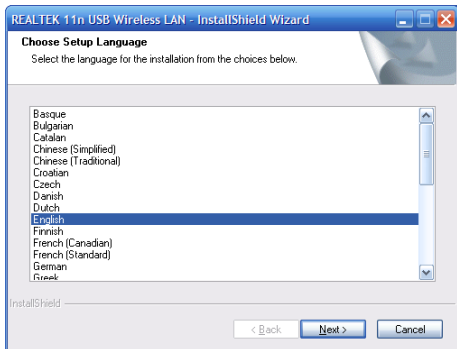 REALTEK 11n USB Wireless LAN - InstallShield Wizard
Choose Setup Language
Select the language for the installation from the choices below.
Basque
Bulgarian
Catalan
Chinese (Simplified)
Chinese (Traditional)
Croatian
Czech
Danish
Dutch
English
Finnish
French (Canadian)
French (Standard)
German
Greek
InstallShield
< Back Next > Cancel